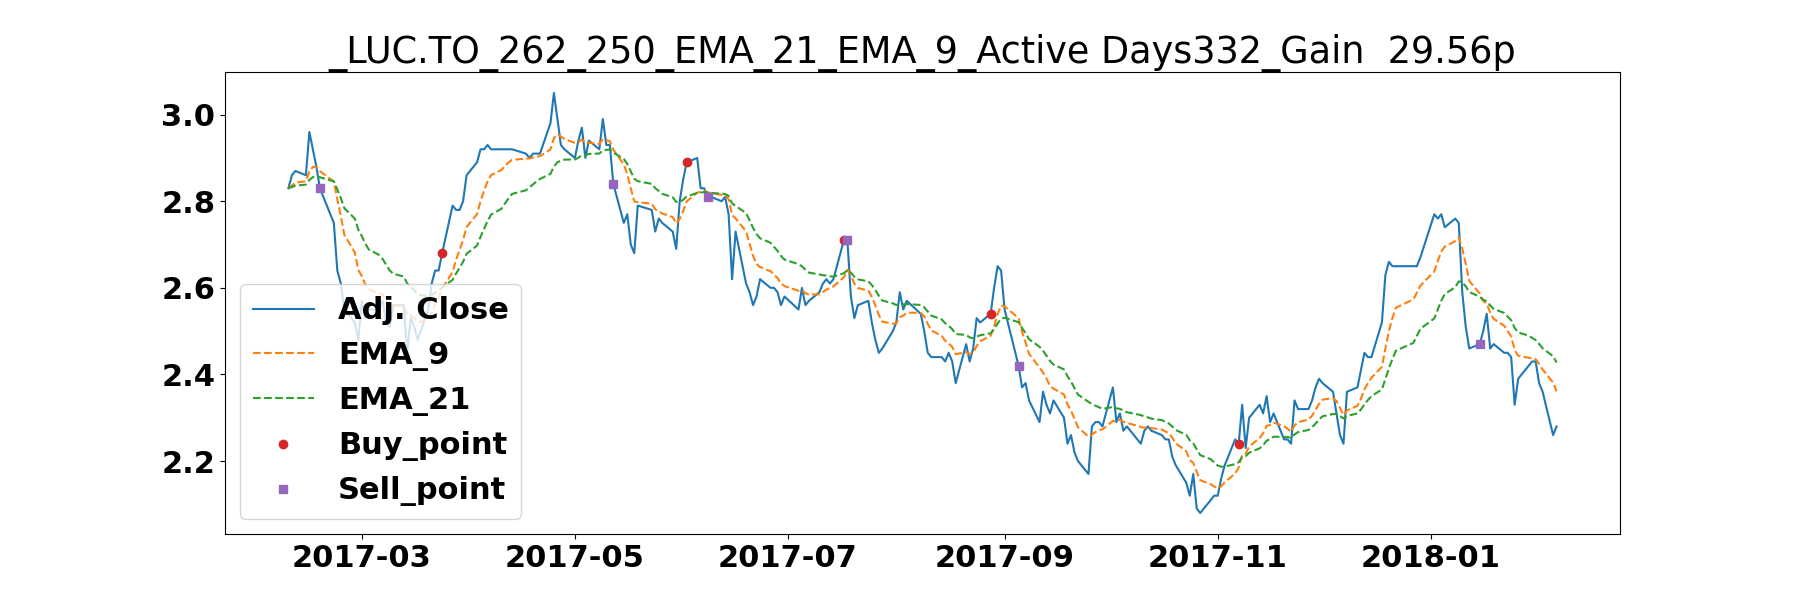 _LUC.TO_262_250_EMA_21_EMA_9_Active Days332_Gain  29.56p
3.0
2.8
2.6
2.4
2.2
Adj. Close
EMA_9
EMA_21
Buy_point
Sell_point
2017-03 2017-05 2017-07 2017-09 2017-11 2018-01